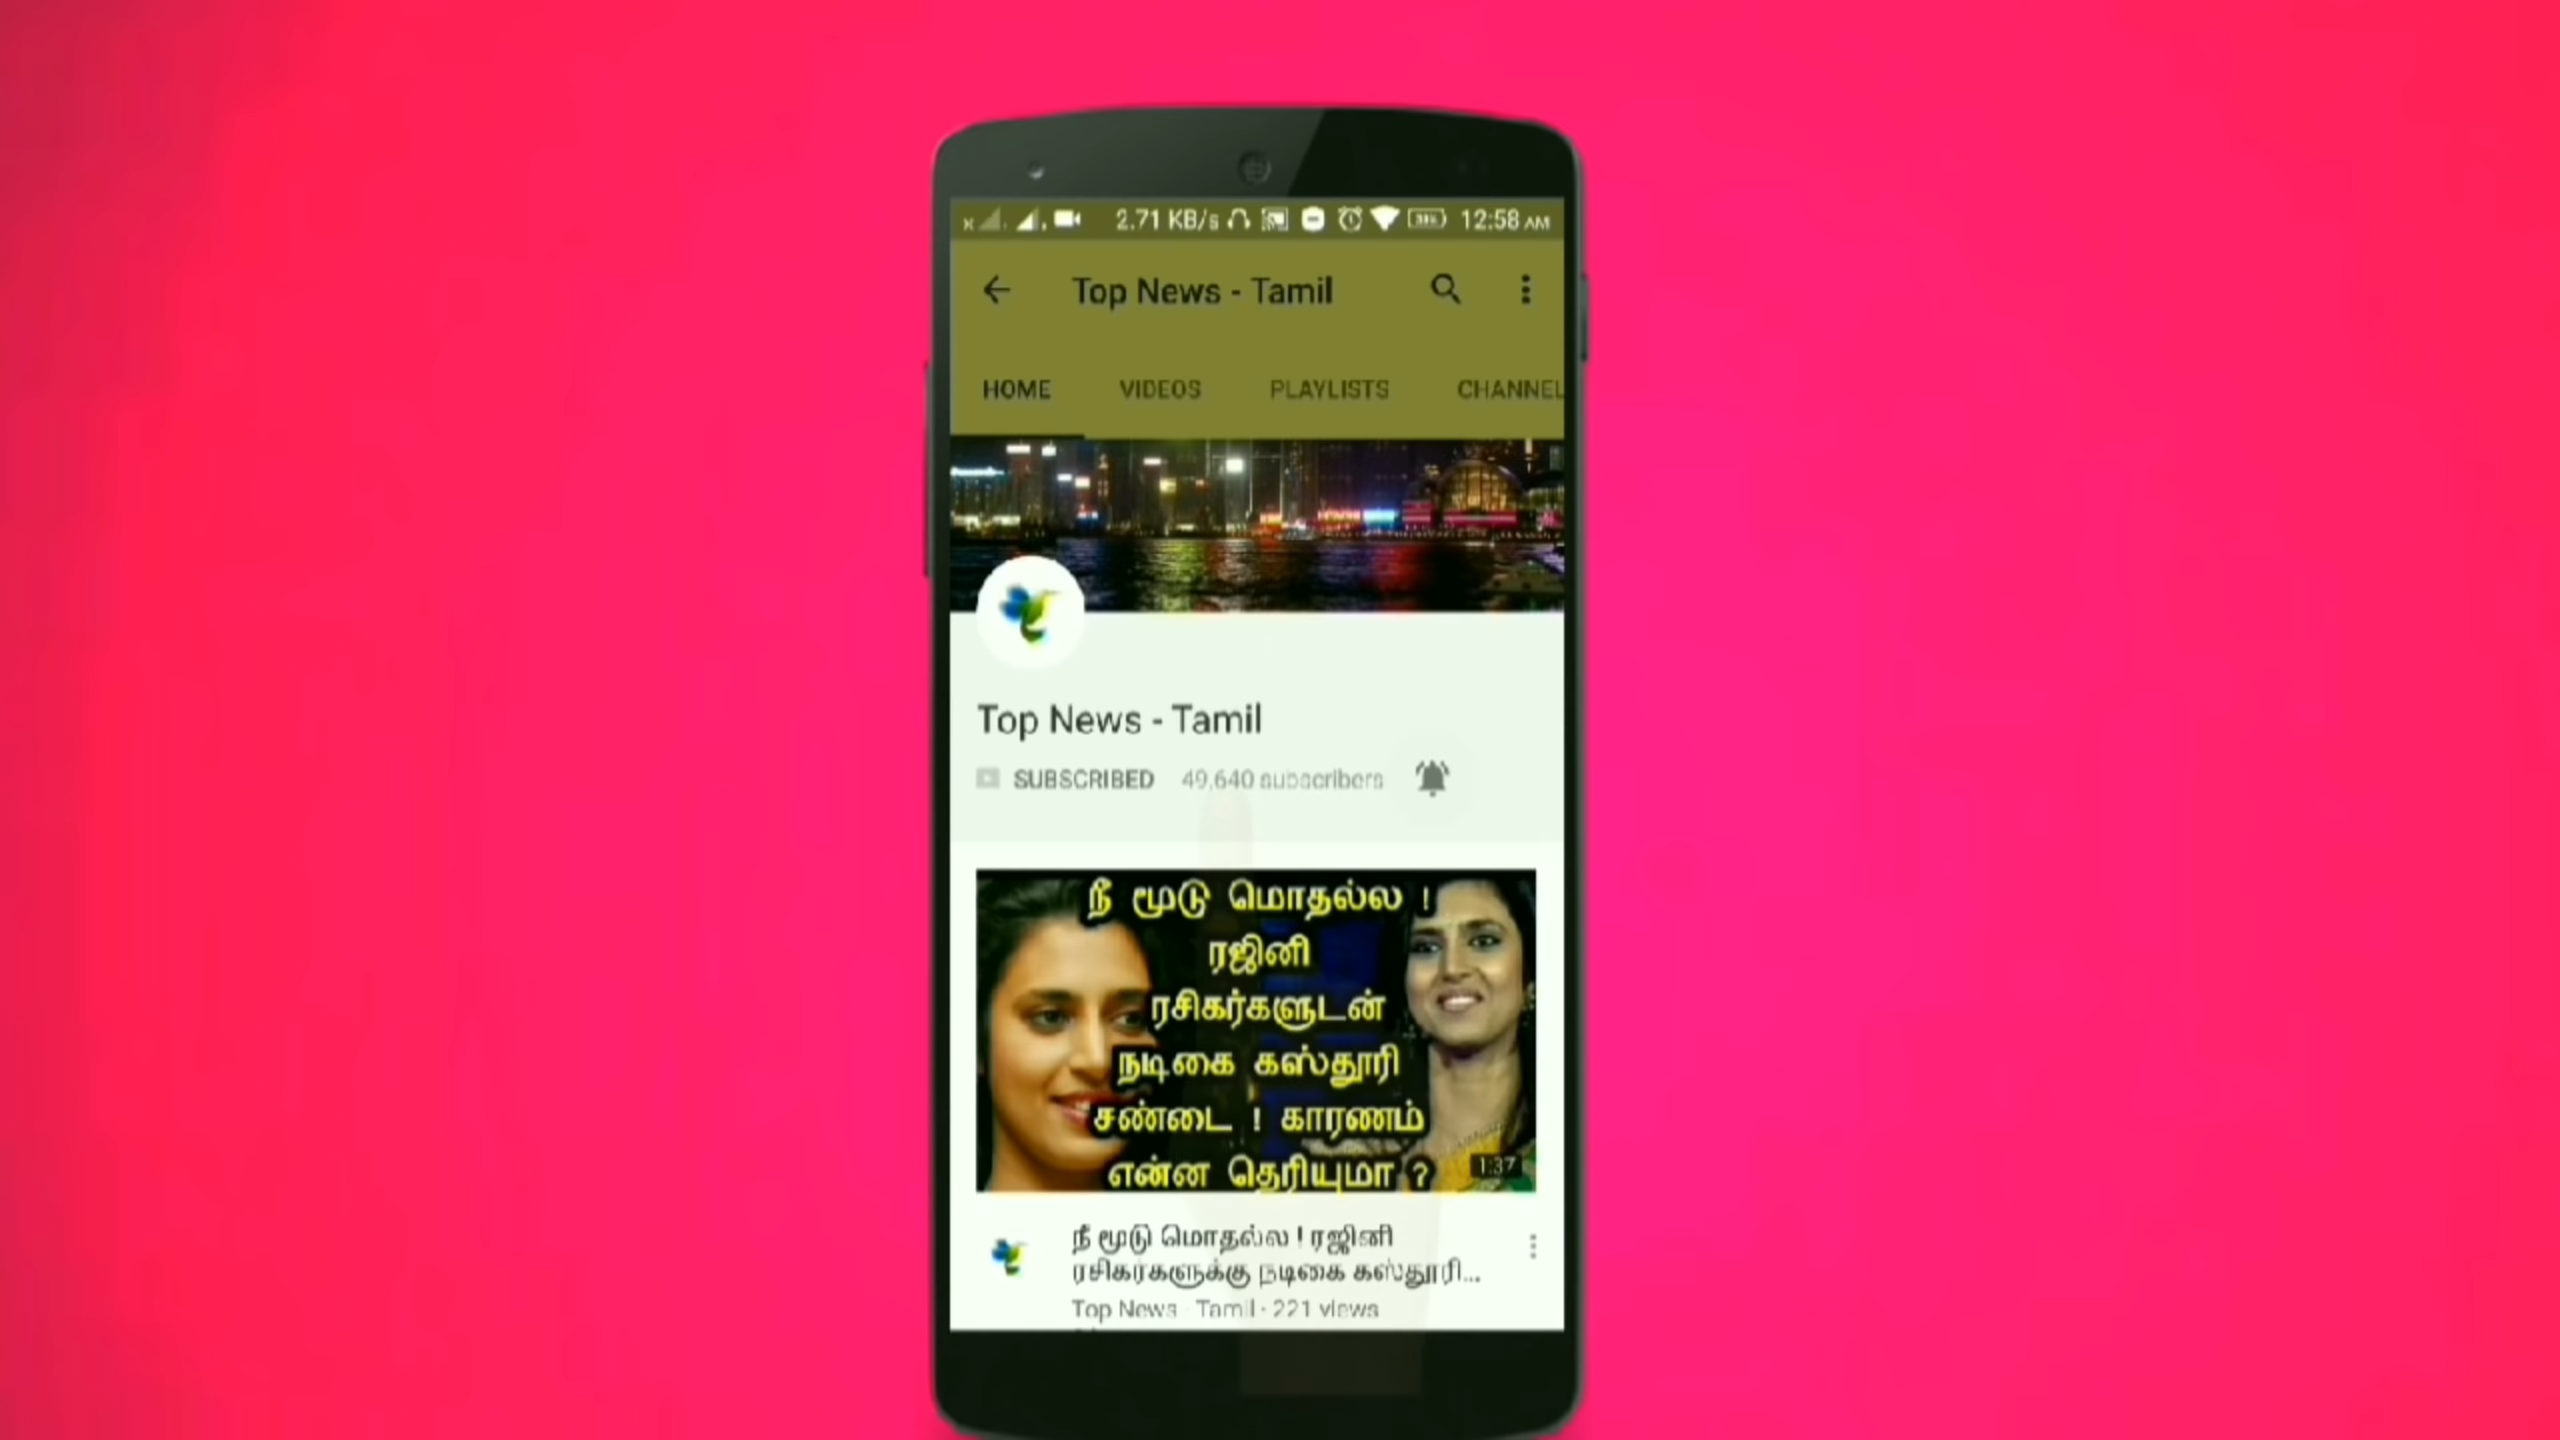 2.71 KB/s 12:58 AM
Top News - Tamil
HOME VIDEOS PLAYLISTS CHANNEL
Top News - Tamil
SUBSCRIBED 49,640 subscribers
நீ மூடு மொதல்ல !
ரஜினி
ரசிகர்களுடன்
நடிகை கஸ்தூரி
சண்டை ! காரணம்
என்ன தெரியுமா ?
1:37
நீ மூடு மொதல்ல ! ரஜினி
ரசிகர்களுக்கு நடிகை கஸ்தூரி...
Top News - Tamil · 221 views